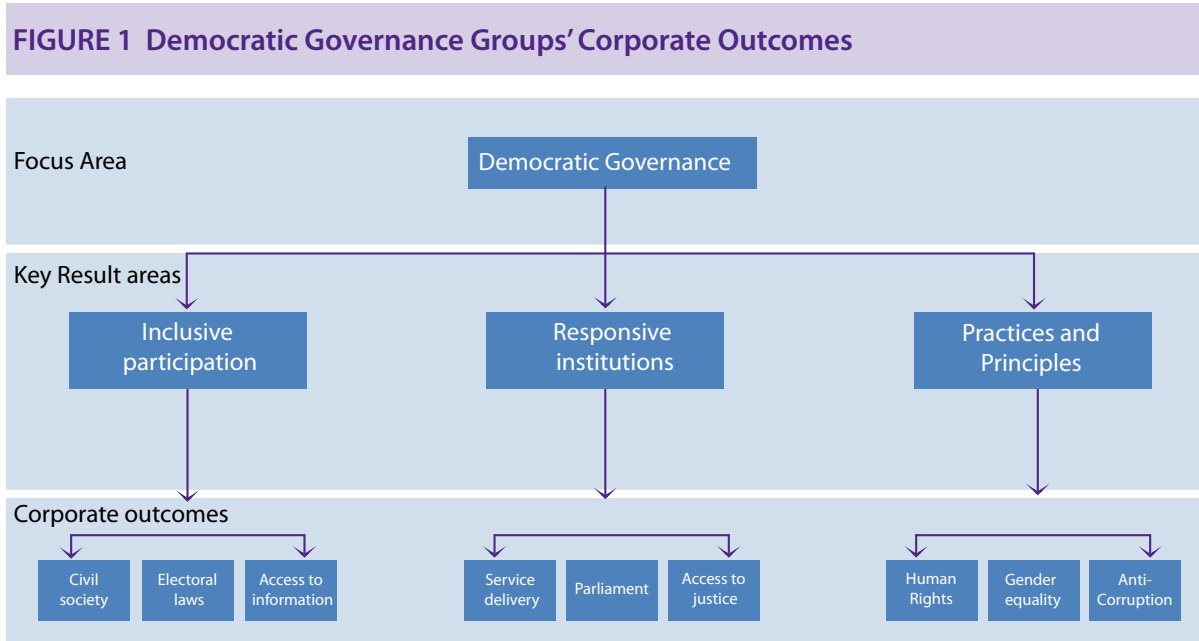 FIGURE 1 Democratic Governance Groups' Corporate Outcomes
Focus Area
Democratic Governance
Key Result areas
Inclusive
participation
Responsive
institutions
Practices and
Principles
Corporate outcomes
Civil
society
Electoral
laws
Access to
information
Service
delivery
Parliament
Access to
justice
Human
Rights
Gender
equality
Anti-
Corruption